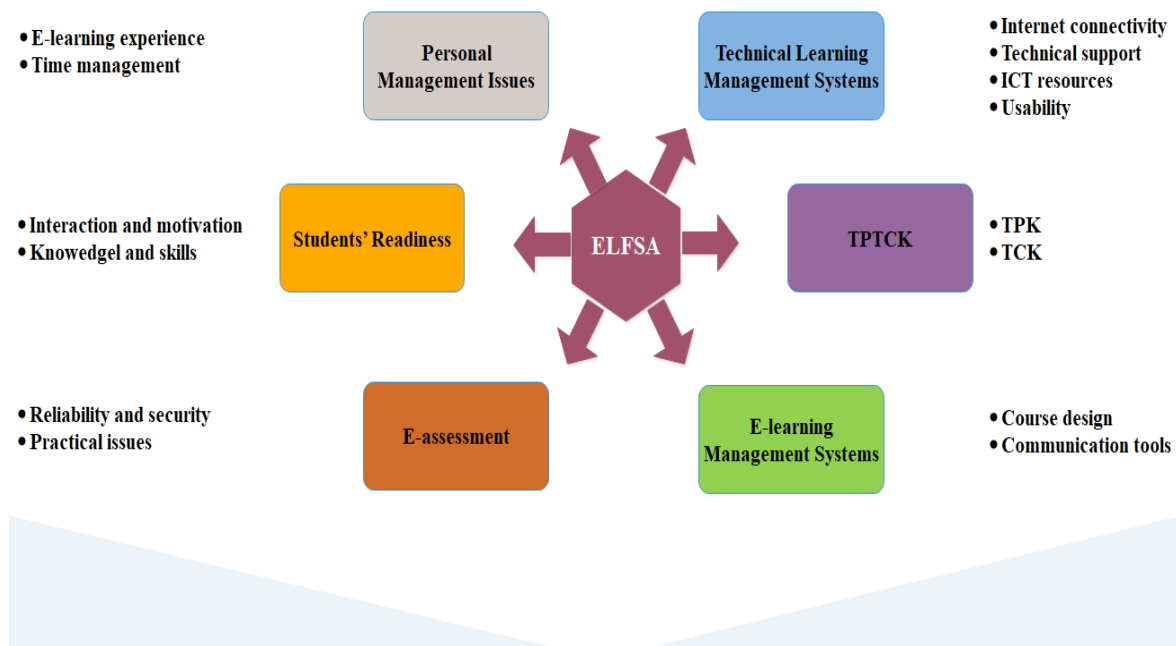 • E-learning experience
• Time management
Personal
Management Issues
Technical Learning
Management Systems
• Internet connectivity
• Technical support
• ICT resources
• Usability
• Interaction and motivation
• Knowedgel and skills
Students’ Readiness
ELFSA
TPTCK
• TPK
• TCK
• Reliability and security
• Practical issues
E-assessment
E-learning
Management Systems
• Course design
• Communication tools